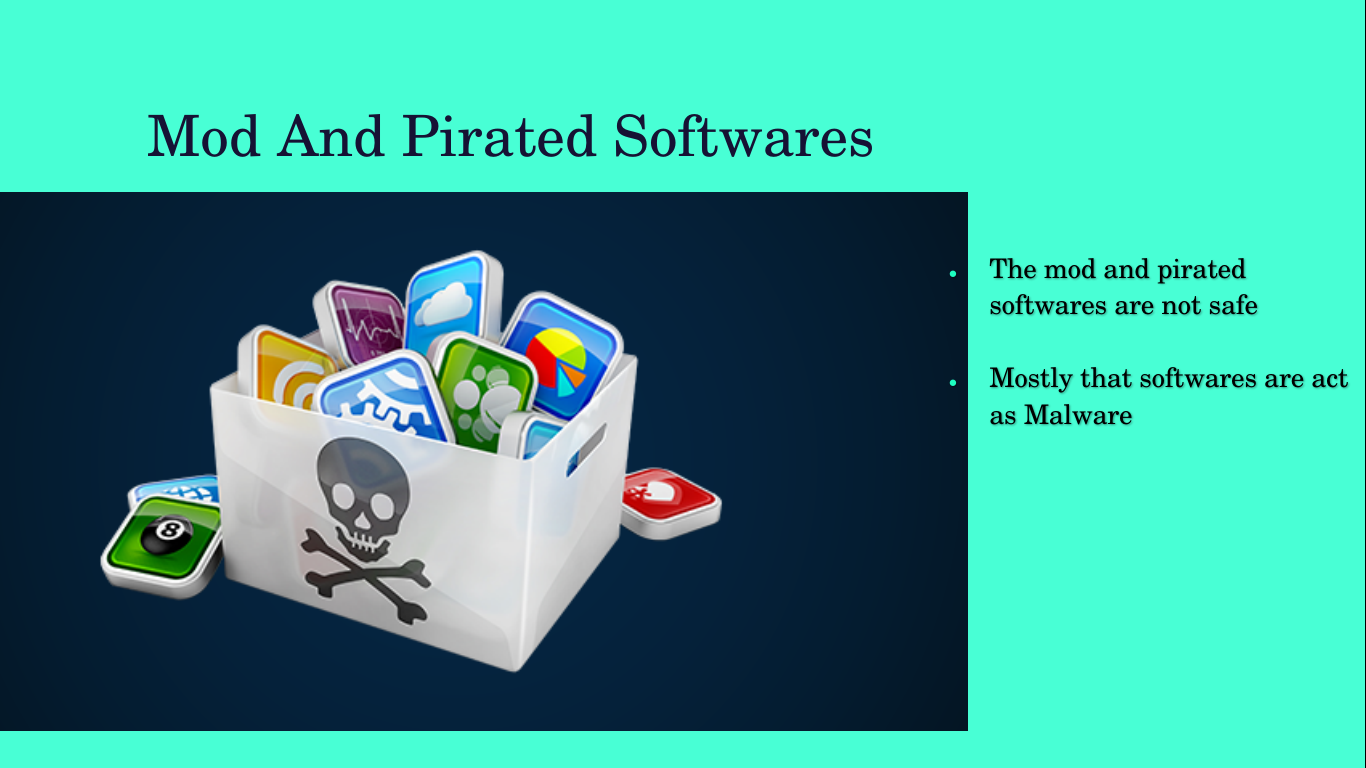 Mod And Pirated Softwares
• The mod and pirated
softwares are not safe
• Mostly that softwares are act
as Malware
8